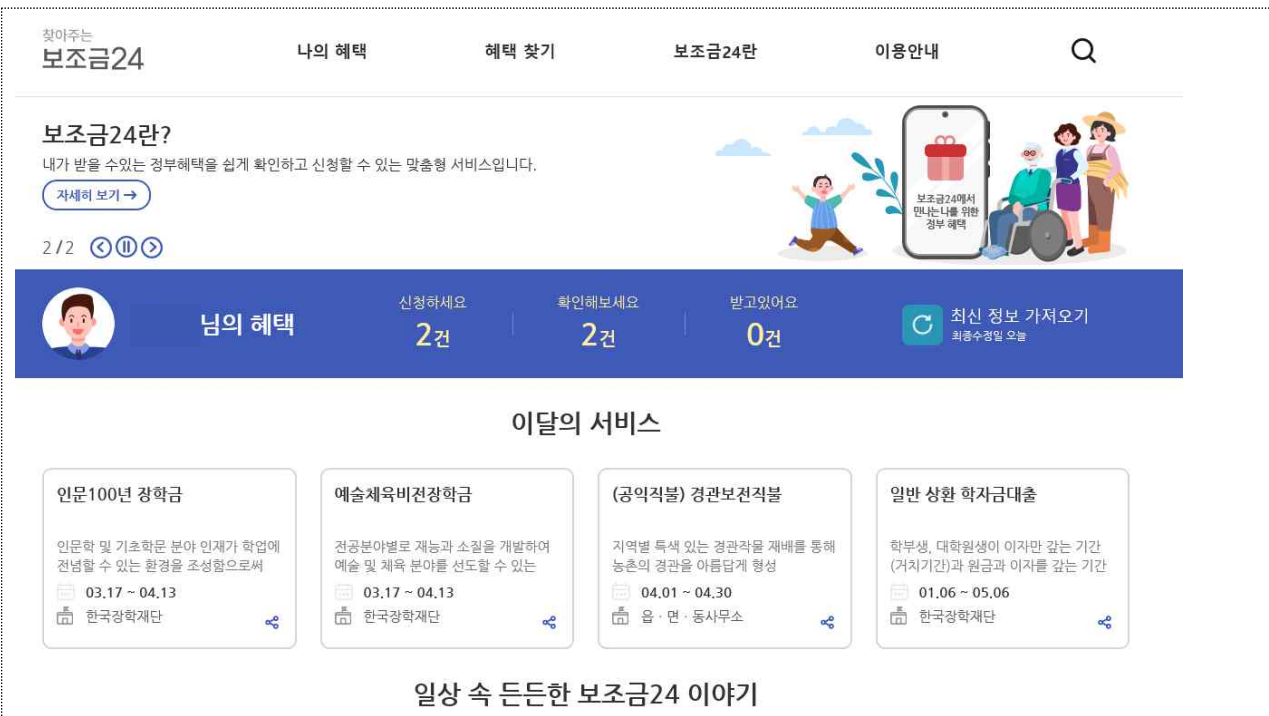 찾아주는
보조금24
나의 혜택
혜택 찾기
보조금24란
이용안내
보조금24란?
내가 받을 수있는 정부혜택을 쉽게 확인하고 신청할 수 있는 맞춤형 서비스입니다.
자세히 보기 →
2 / 2
보조금24에서
만나는 나를 위한
정부 혜택
님의 혜택
신청하세요
2건
확인해보세요
2건
받고있어요
0건
최신 정보 가져오기
최종수정일 오늘
이달의 서비스
인문100년 장학금
인문학 및 기초학문 분야 인재가 학업에
전념할 수 있는 환경을 조성함으로써
03.17 ~ 04.13
한국장학재단
예술체육비전장학금
전공분야별로 재능과 소질을 개발하여
예술 및 체육 분야를 선도할 수 있는
03.17 ~ 04.13
한국장학재단
(공익직불) 경관보전직불
지역별 특색 있는 경관작물 재배를 통해
농촌의 경관을 아름답게 형성
04.01 ~ 04.30
읍 · 면 · 동사무소
일반 상환 학자금대출
학부생, 대학원생이 이자만 갚는 기간
(거치기간)과 원금과 이자를 갚는 기간
01.06 ~ 05.06
한국장학재단
일상 속 든든한 보조금24 이야기